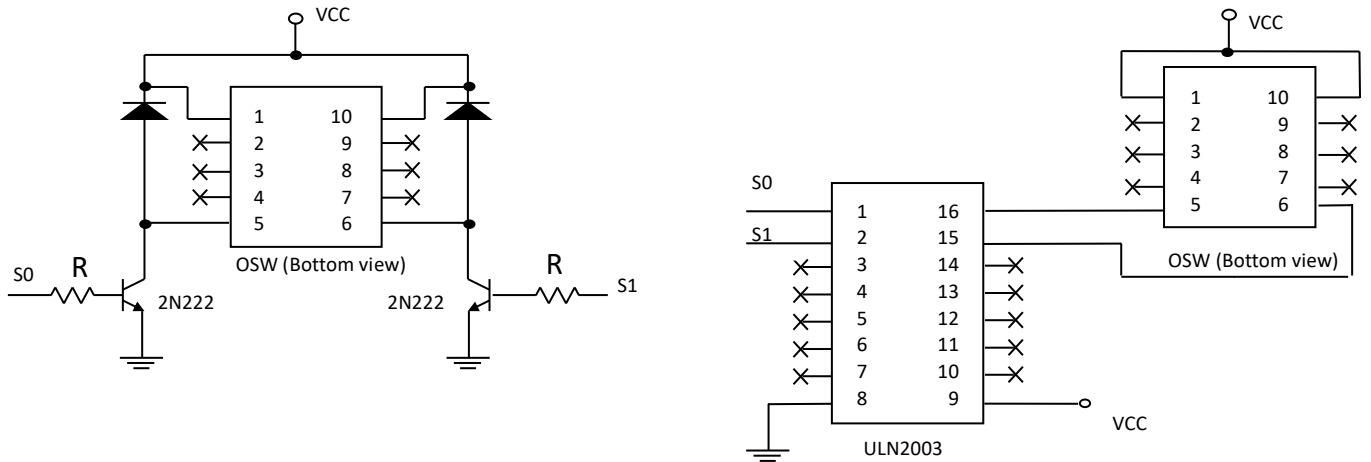 VCC
1 10
2 9
3 8
4 7
5 6
OSW (Bottom view)
S0 R 2N222
2N222 R S1
VCC
1 10
2 9
3 8
4 7
5 6
OSW (Bottom view)
S0
S1
1 16
2 15
3 14
4 13
5 12
6 11
7 10
8 9
VCC
ULN2003